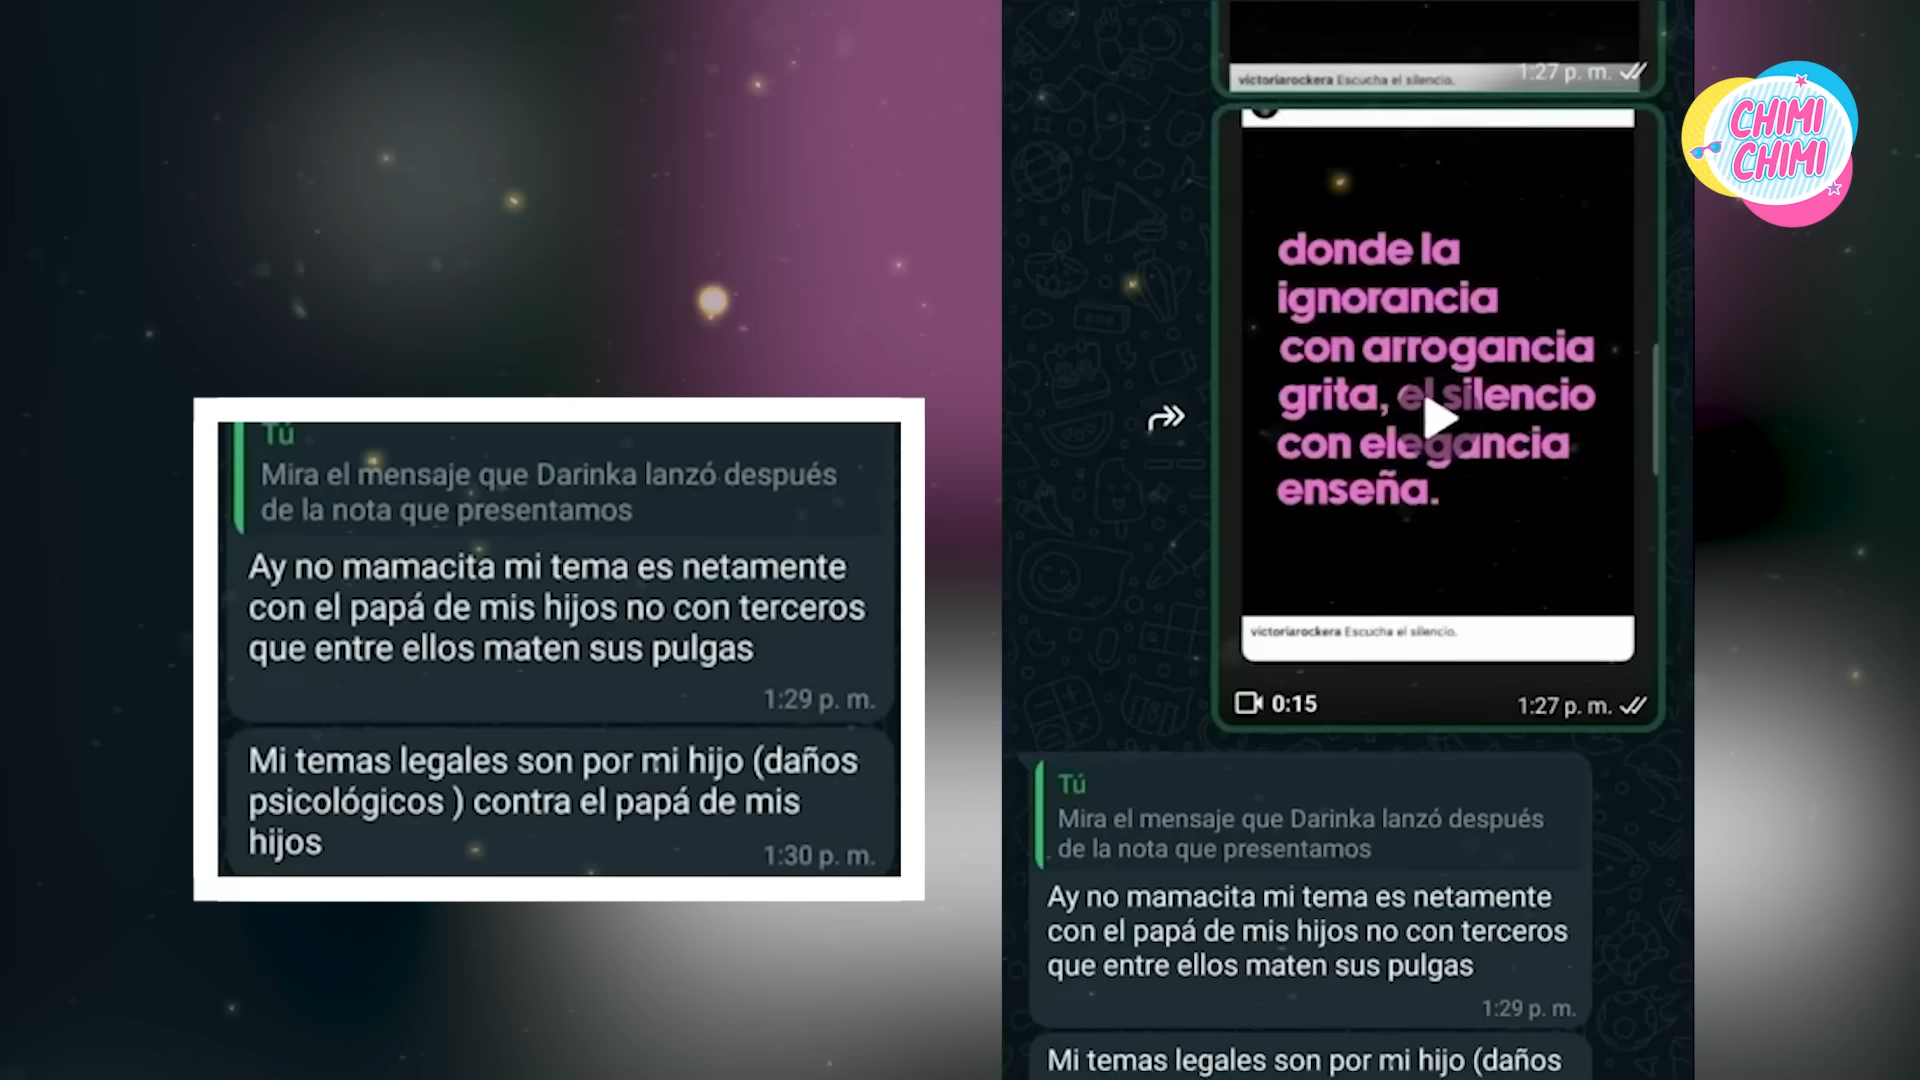 Tú
Mira el mensaje que Darinka lanzó después
de la nota que presentamos
Ay no mamacita mi tema es netamente
con el papá de mis hijos no con terceros
que entre ellos maten sus pulgas
1:29 p. m.
Mi temas legales son por mi hijo (daños
psicológicos ) contra el papá de mis
hijos
1:30 p. m.
victoriarockera Escucha el silencio.
1:27 p. m.
donde la
ignorancia
con arrogancia
grita, el silencio
con elegancia
enseña.
victoriarockera Escucha el silencio.
0:15
1:27 p. m.
Tú
Mira el mensaje que Darinka lanzó después
de la nota que presentamos
Ay no mamacita mi tema es netamente
con el papá de mis hijos no con terceros
que entre ellos maten sus pulgas
1:29 p. m.
Mi temas legales son por mi hijo (daños
CHIMI
CHIMI